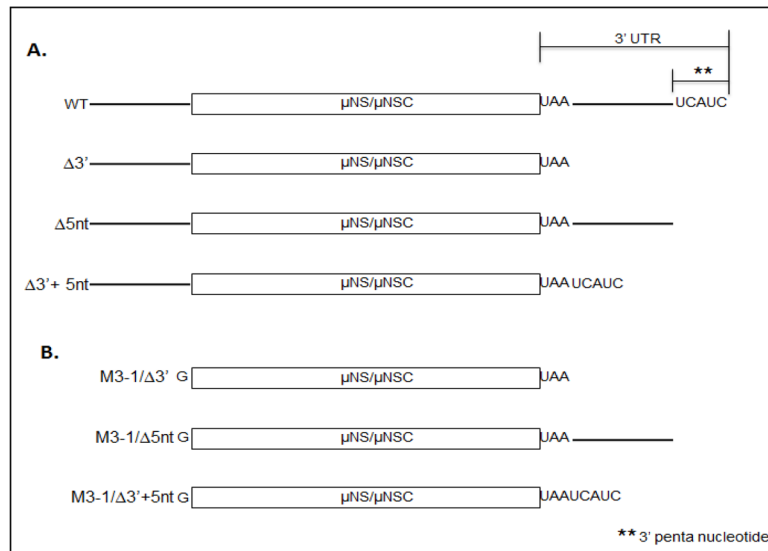 3' UTR
A.
**
WT μNS/μNSC UAA UCAUC
Δ3' μNS/μNSC UAA
Δ5nt μNS/μNSC UAA
Δ3'+ 5nt μNS/μNSC UAA UCAUC
B.
M3-1/Δ3' G μNS/μNSC UAA
M3-1/Δ5nt G μNS/μNSC UAA
M3-1/Δ3'+5nt G μNS/μNSC UAAUCAUC
** 3' penta nucleotide